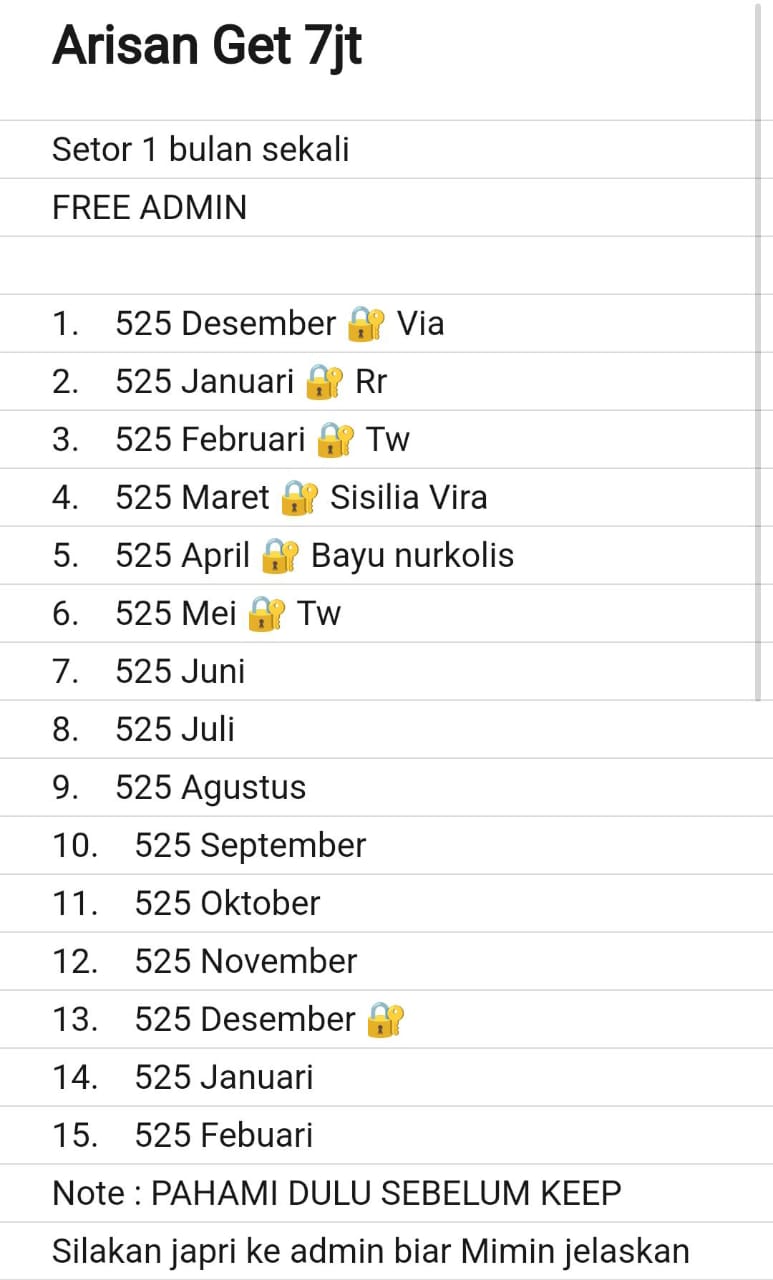 Arisan Get 7jt
Setor 1 bulan sekali
FREE ADMIN
1. 525 Desember 🔐 Via
2. 525 Januari 🔐 Rr
3. 525 Februari 🔐 Tw
4. 525 Maret 🔐 Sisilia Vira
5. 525 April 🔐 Bayu nurkolis
6. 525 Mei 🔐 Tw
7. 525 Juni
8. 525 Juli
9. 525 Agustus
10. 525 September
11. 525 Oktober
12. 525 November
13. 525 Desember 🔐
14. 525 Januari
15. 525 Febuari
Note : PAHAMI DULU SEBELUM KEEP
Silakan japri ke admin biar Mimin jelaskan